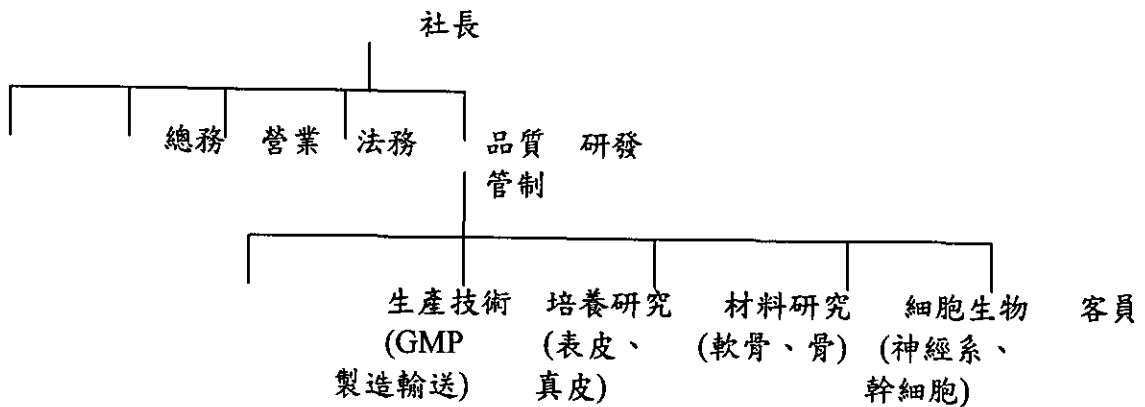 社長
總務 營業 法務 品質 研發
管制
生產技術 培養研究 材料研究 細胞生物 客員
(GMP (表皮、 (軟骨、骨) (神經系、
製造輸送) 真皮) 幹細胞)